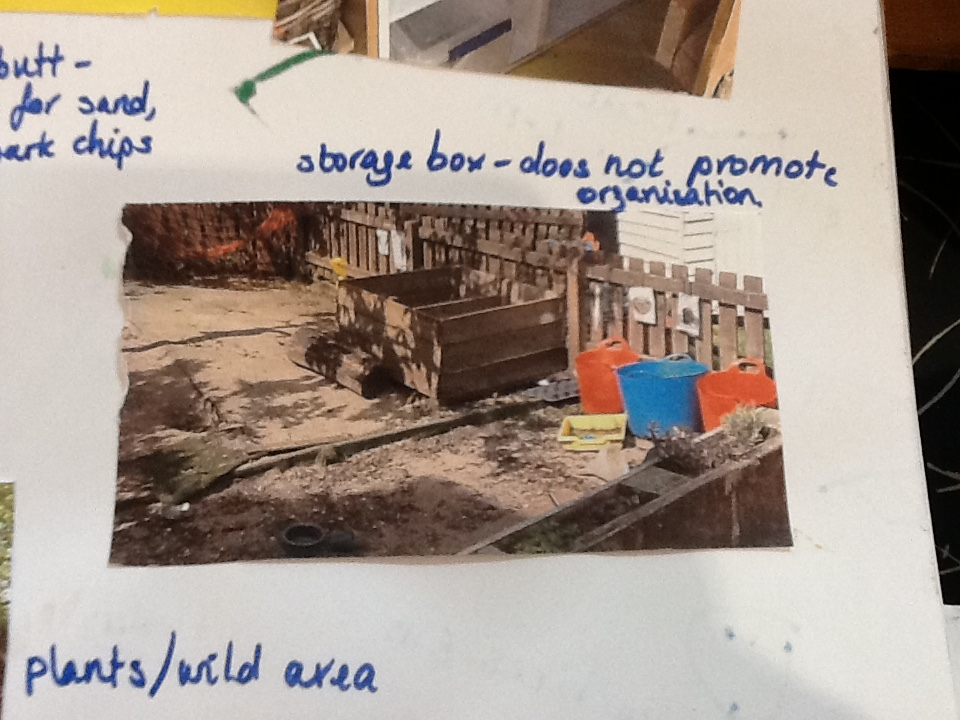 butt -
for sand,
bark chips
storage box - does not promote
organisation
plants/wild area